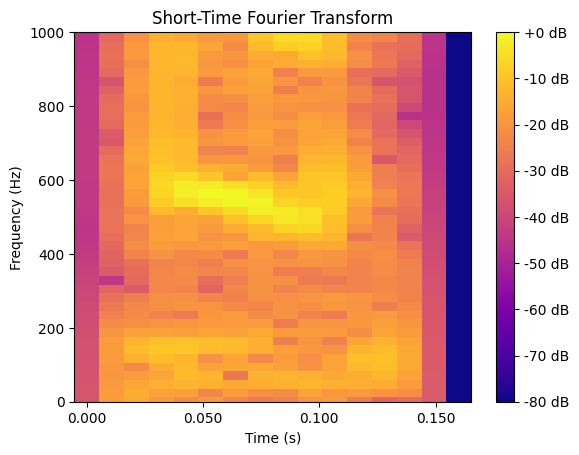 Short-Time Fourier Transform
1000
800
600
400
200
0
Frequency (Hz)
0.000
0.050
0.100
0.150
Time (s)
+0 dB
-10 dB
-20 dB
-30 dB
-40 dB
-50 dB
-60 dB
-70 dB
-80 dB